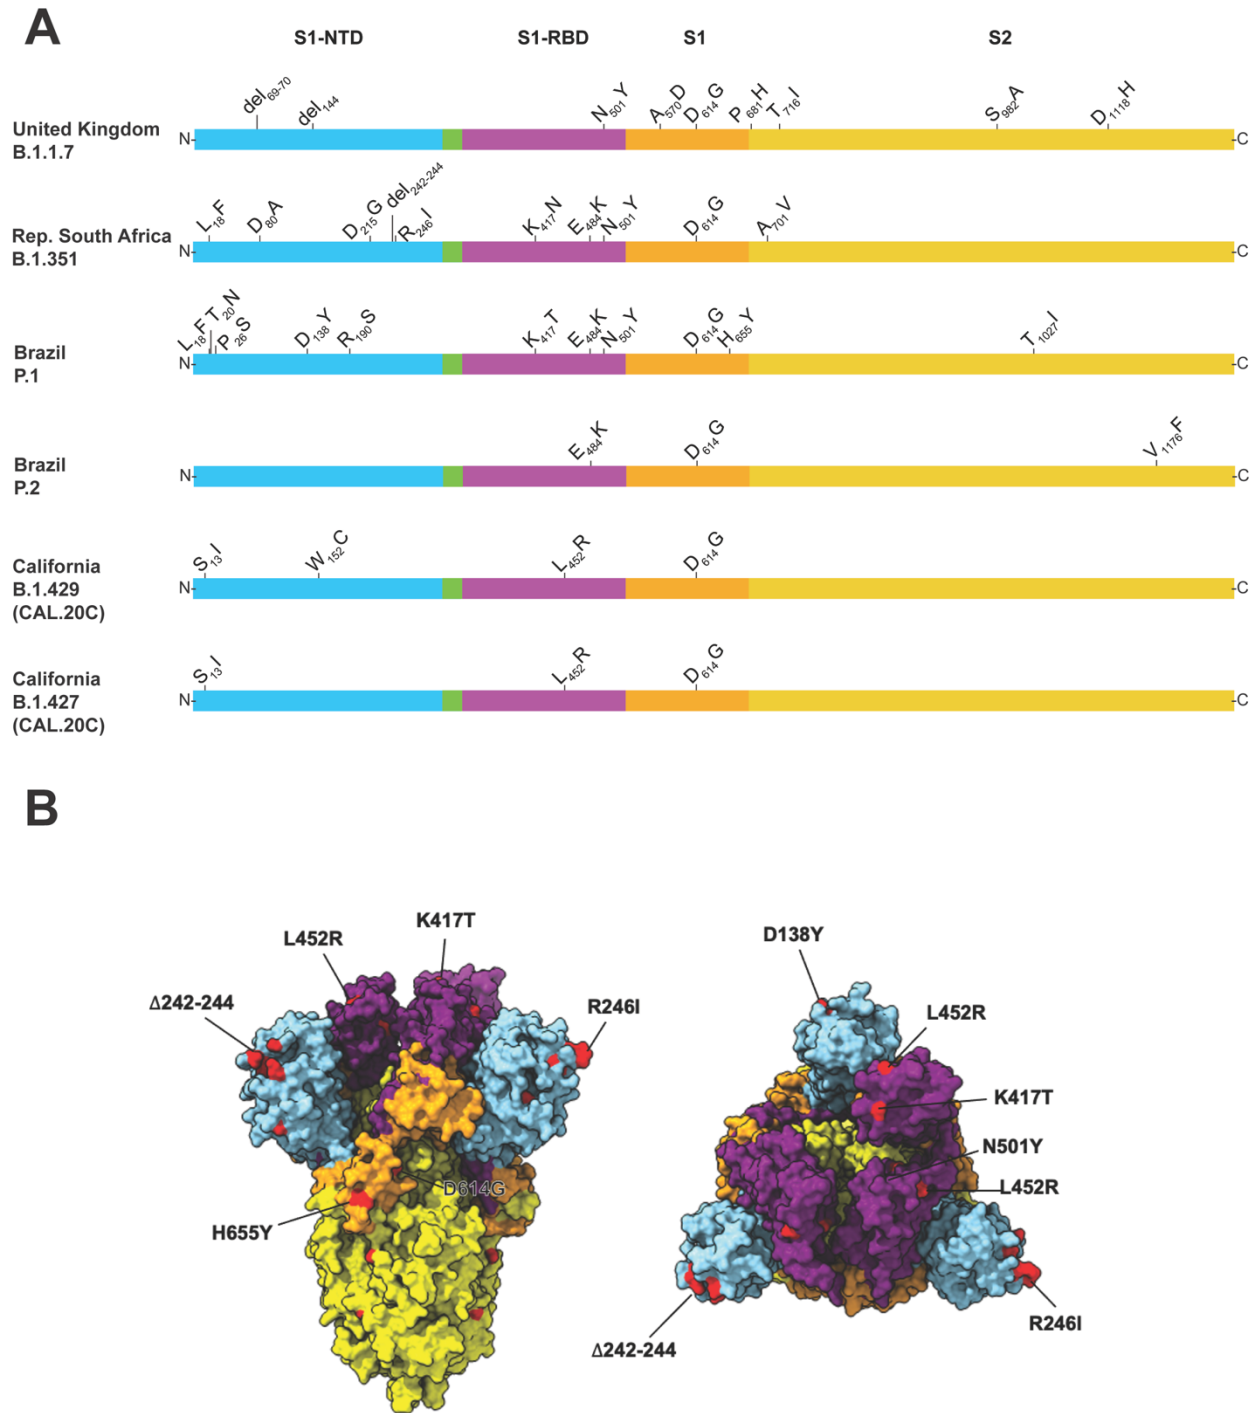 A
S1-NTD S1-RBD S1 S2
United Kingdom
B.1.1.7
N C
del69-70 del144 N501Y A570D D614G P681H T716I S982A D1118H
Rep. South Africa
B.1.351
N C
L18F D80A D215G del242-244 R246I K417N E484K N501Y D614G A701V
Brazil
P.1
N C
L18F T20N P26S D138Y R190S K417T E484K N501Y D614G H655Y T1027I
Brazil
P.2
N C
E484K D614G V1176F
California
B.1.429
(CAL.20C)
N C
S13I W152C L452R D614G
California
B.1.427
(CAL.20C)
N C
S13I L452R D614G
B
K417T
L452R
Δ242-244
R246I
D614G
H655Y
D138Y
L452R
K417T
N501Y
L452R
R246I
Δ242-244